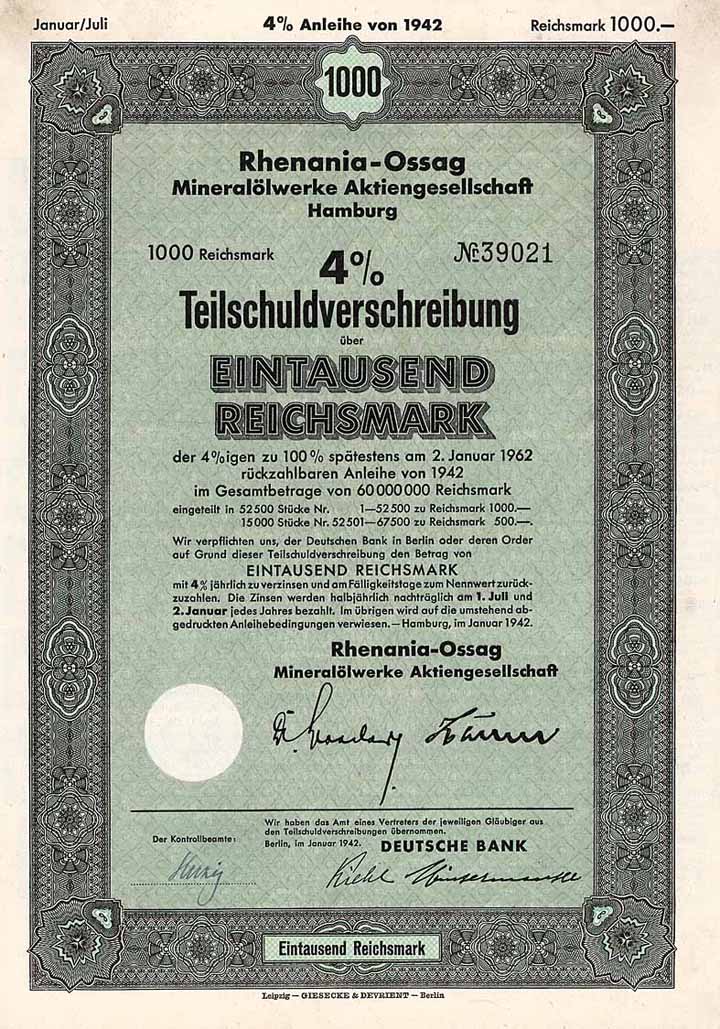 Januar/Juli
4% Anleihe von 1942
Reichsmark 1000.—
1000
Rhenania-Ossag
Mineralölwerke Aktiengesellschaft
Hamburg
1000 Reichsmark
4%
№39021
Teilschuldverschreibung
über
EINTAUSEND
REICHSMARK
der 4%igen zu 100% spätestens am 2. Januar 1962
rückzahlbaren Anleihe von 1942
im Gesamtbetrage von 60000000 Reichsmark
eingeteilt in 52500 Stücke Nr. 1—52500 zu Reichsmark 1000.—
15000 Stücke Nr. 52501—67500 zu Reichsmark 500.—.
Wir verpflichten uns, der Deutschen Bank in Berlin oder deren Order
auf Grund dieser Teilschuldverschreibung den Betrag von
EINTAUSEND REICHSMARK
mit 4% jährlich zu verzinsen und am Fälligkeitstage zum Nennwert zurück-
zuzahlen. Die Zinsen werden halbjährlich nachträglich am 1. Juli und
2. Januar jedes Jahres bezahlt. Im übrigen wird auf die umstehend ab-
gedruckten Anleihebedingungen verwiesen. — Hamburg, im Januar 1942.
Rhenania-Ossag
Mineralölwerke Aktiengesellschaft
Wir haben das Amt eines Vertreters der jeweiligen Gläubiger aus
den Teilschuldverschreibungen übernommen.
Der Kontrollbeamte:
Berlin, im Januar 1942. DEUTSCHE BANK
Eintausend Reichsmark
Leipzig — GIESECKE & DEVRIENT — Berlin